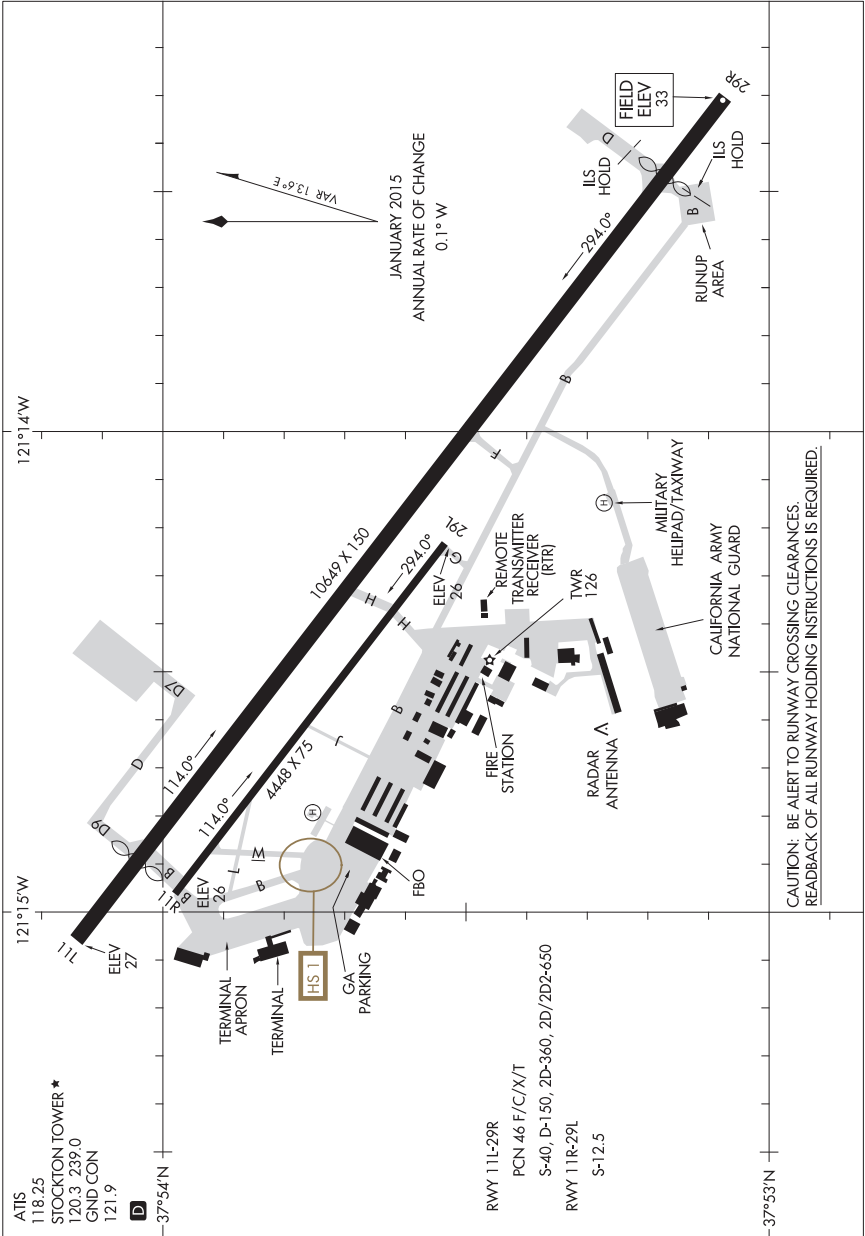 ATIS
118.25
STOCKTON TOWER ★
120.3 239.0
GND CON
121.9
D
121°15'W
121°14'W
37°54'N
37°53'N
JANUARY 2015
ANNUAL RATE OF CHANGE
0.1° W
VAR 13.6° E
FIELD
ELEV
33
29R
D
ILS
HOLD
ILS
HOLD
B
RUNUP
AREA
294.0°
B
F
10649 X 150
29L
294.0°
G
ELEV
26
H
H
REMOTE
TRANSMITTER
RECEIVER
(RTR)
TWR
126
H
MILITARY
HELIPAD/TAXIWAY
CALIFORNIA ARMY
NATIONAL GUARD
D7
D
D9
114.0°
114.0°
4448 X 75
J
B
FIRE
STATION
RADAR
ANTENNA
H
M
L
B
B
B
11R
ELEV
26
11L
ELEV
27
FBO
GA
PARKING
HS 1
TERMINAL
APRON
TERMINAL
RWY 11L-29R
PCN 46 F/C/X/T
S-40, D-150, 2D-360, 2D/2D2-650
RWY 11R-29L
S-12.5
CAUTION: BE ALERT TO RUNWAY CROSSING CLEARANCES.
READBACK OF ALL RUNWAY HOLDING INSTRUCTIONS IS REQUIRED.